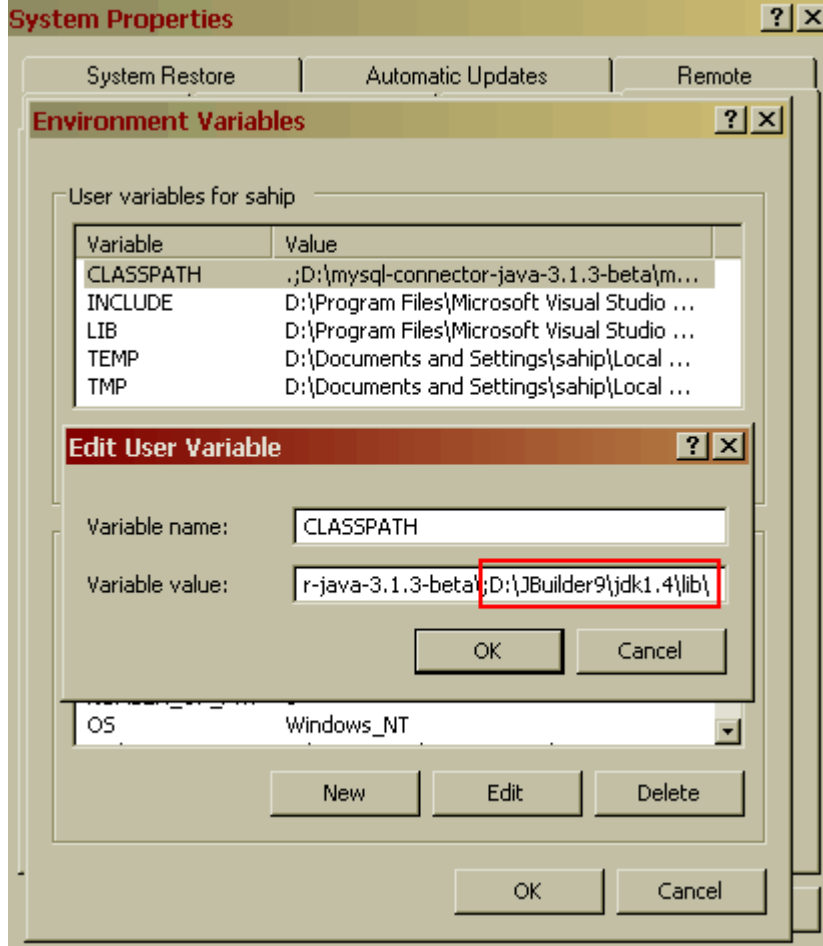 System Properties
System Restore Automatic Updates Remote
Environment Variables
User variables for sahip
Variable Value
CLASSPATH .;D:\mysql-connector-java-3.1.3-beta\m...
INCLUDE D:\Program Files\Microsoft Visual Studio ...
LIB D:\Program Files\Microsoft Visual Studio ...
TEMP D:\Documents and Settings\sahip\Local ...
TMP D:\Documents and Settings\sahip\Local ...
Edit User Variable
Variable name: CLASSPATH
Variable value: r-java-3.1.3-beta\;D:\JBuilder9\jdk1.4\lib\
OK Cancel
OS Windows_NT
New Edit Delete
OK Cancel